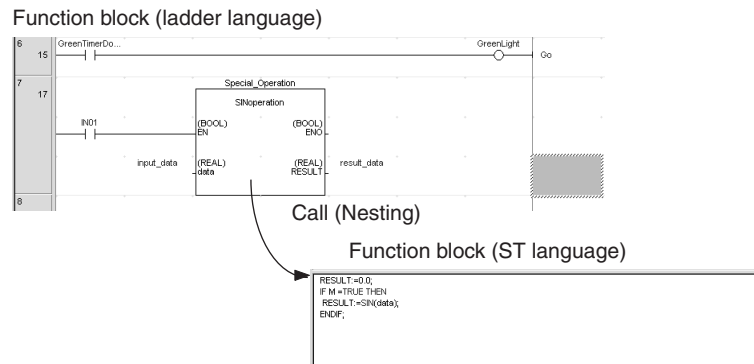 Function block (ladder language)
6
15
GreenTimerDo...
GreenLight
Go
7
17
Special_Operation
SINoperation
IN01
(BOOL)
EN
(BOOL)
ENO
input_data
(REAL)
data
(REAL)
RESULT
result_data
8
Call (Nesting)
Function block (ST language)
RESULT:=0.0;
IF M =TRUE THEN
RESULT:=SIN(data);
ENDIF;